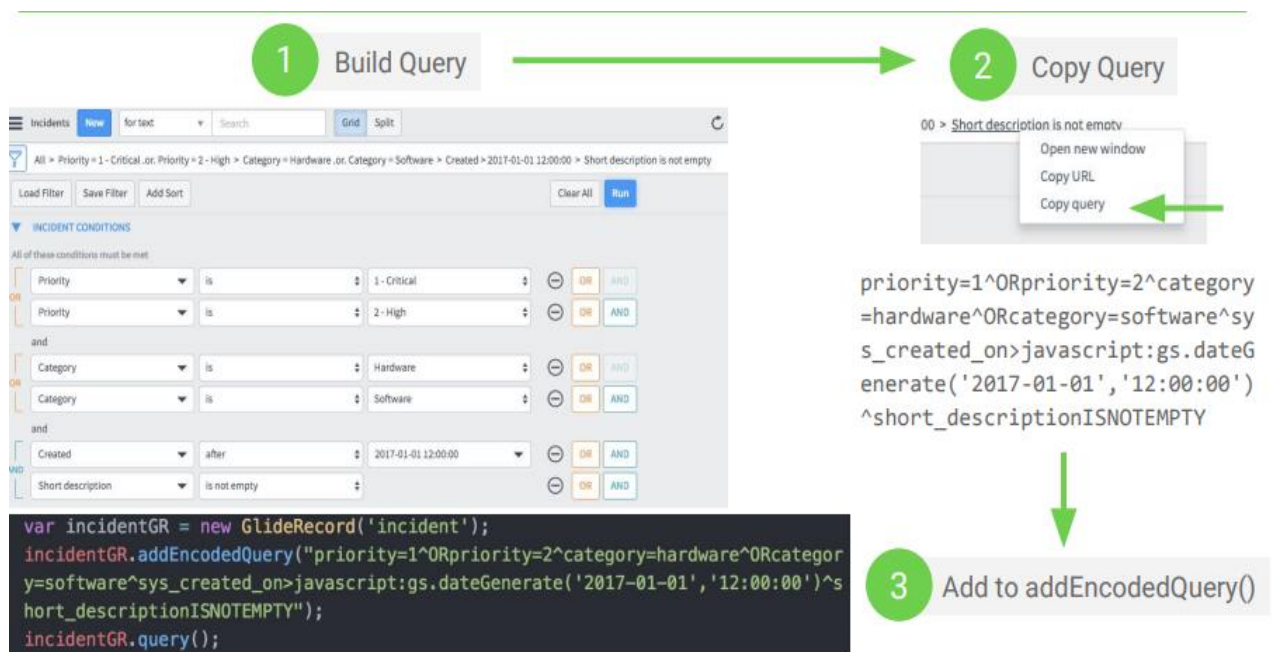 1 Build Query
2 Copy Query
Incidents New for text Search Grid Split
All > Priority = 1 - Critical .or. Priority = 2 - High > Category = Hardware .or. Category = Software > Created > 2017-01-01 12:00:00 > Short description is not empty
Load Filter Save Filter Add Sort Clear All Run
INCIDENT CONDITIONS
All of these conditions must be met
OR
Priority is 1 - Critical OR AND
Priority is 2 - High OR AND
and
OR
Category is Hardware OR AND
Category is Software OR AND
and
AND
Created after 2017-01-01 12:00:00 OR AND
Short description is not empty OR AND
00 > Short description is not empty
Open new window
Copy URL
Copy query
priority=1^ORpriority=2^category
=hardware^ORcategory=software^sy
s_created_on>javascript:gs.dateG
enerate('2017-01-01','12:00:00')
^short_descriptionISNOTEMPTY
var incidentGR = new GlideRecord('incident');
incidentGR.addEncodedQuery("priority=1^ORpriority=2^category=hardware^ORcategor
y=software^sys_created_on>javascript:gs.dateGenerate('2017-01-01','12:00:00')^s
hort_descriptionISNOTEMPTY");
incidentGR.query();
3 Add to addEncodedQuery()